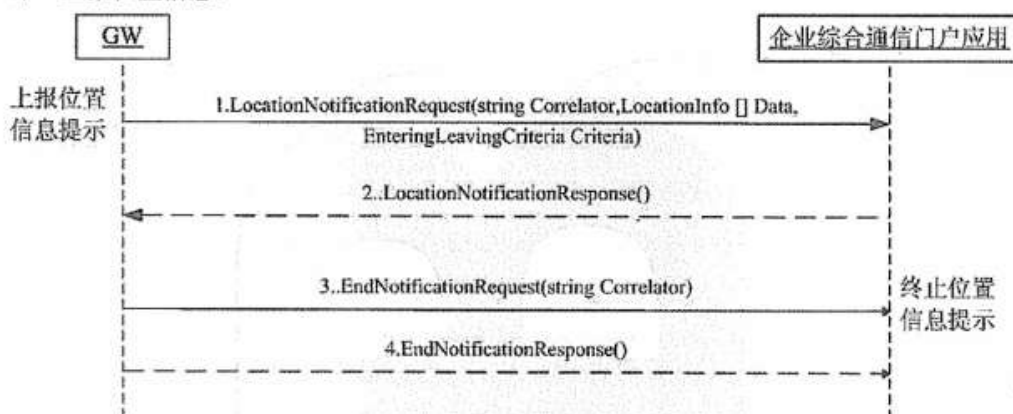 GW
企业综合通信门户应用
上报位置
信息提示
1.LocationNotificationRequest(string Correlator,LocationInfo [] Data,
EnteringLeavingCriteria Criteria)
2..LocationNotificationResponse()
3..EndNotificationRequest(string Correlator)
终止位置
信息提示
4.EndNotificationResponse()